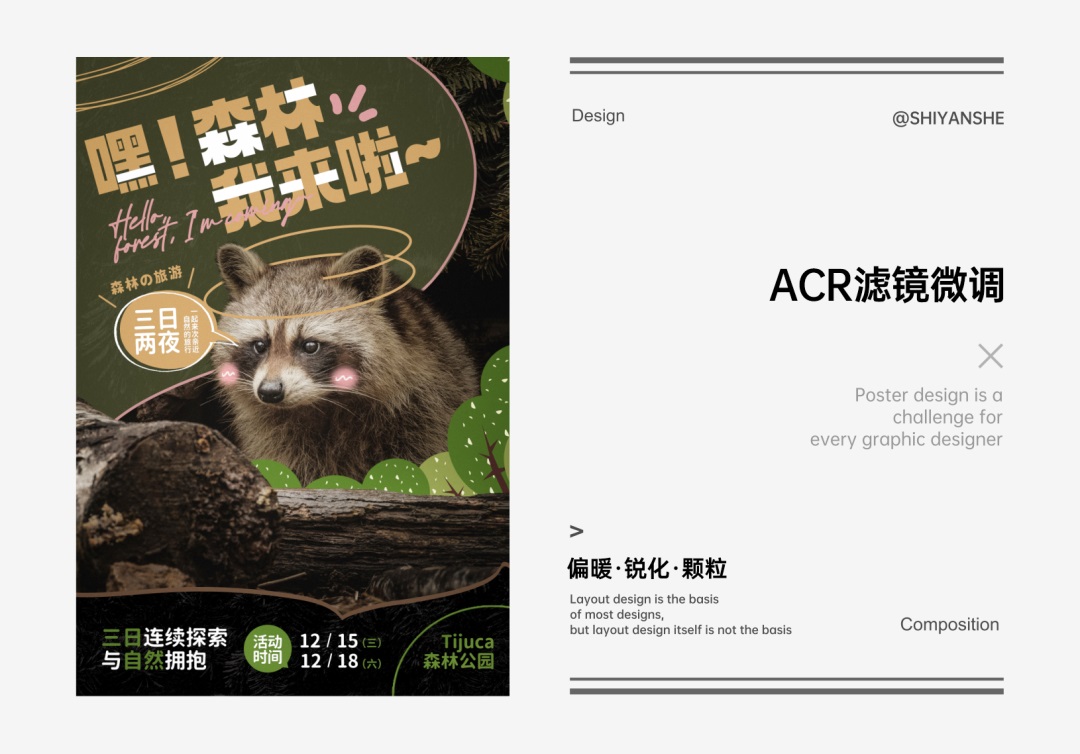 嘿！森林
我来啦~
Hello,
forest, I'm coming
森林の旅游
三日
两夜
一起来次亲近
自然的旅行
三日连续探索
与自然拥抱
活动
时间
12 / 15 (三)
12 / 18 (六)
Tijuca
森林公园
Design
@SHIYANSHE
ACR滤镜微调
Poster design is a
challenge for
every graphic designer
>
偏暖·锐化·颗粒
Layout design is the basis
of most designs,
but layout design itself is not the basis
Composition